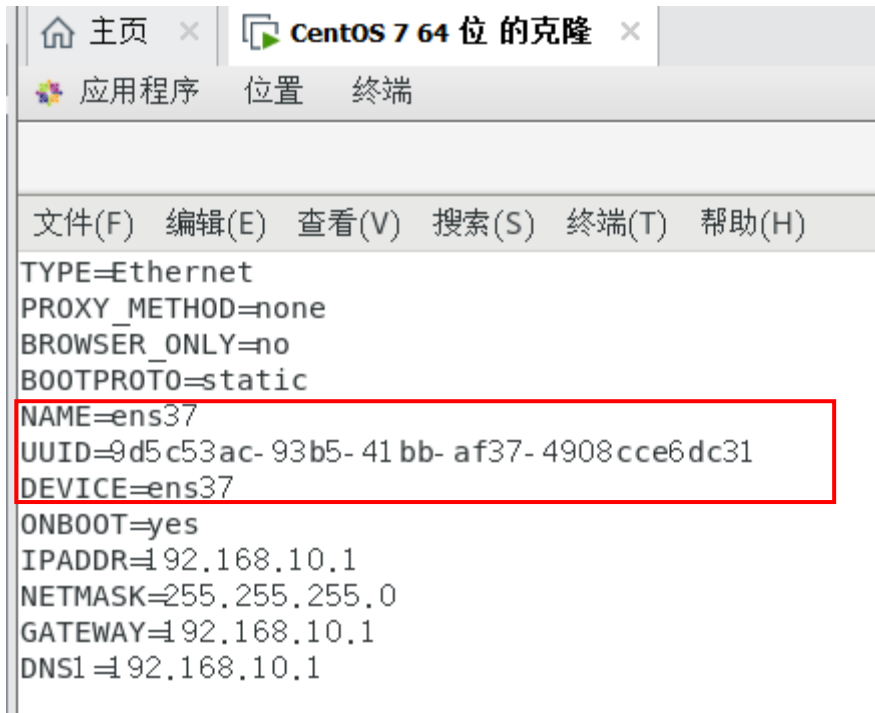 主页 × CentOS 7 64 位 的克隆 ×
应用程序 位置 终端
文件(F) 编辑(E) 查看(V) 搜索(S) 终端(T) 帮助(H)
TYPE=Ethernet
PROXY_METHOD=none
BROWSER_ONLY=no
BOOTPROTO=static
NAME=ens37
UUID=9d5c53ac-93b5-41bb-af37-4908cce6dc31
DEVICE=ens37
ONBOOT=yes
IPADDR=192.168.10.1
NETMASK=255.255.255.0
GATEWAY=192.168.10.1
DNS1=192.168.10.1